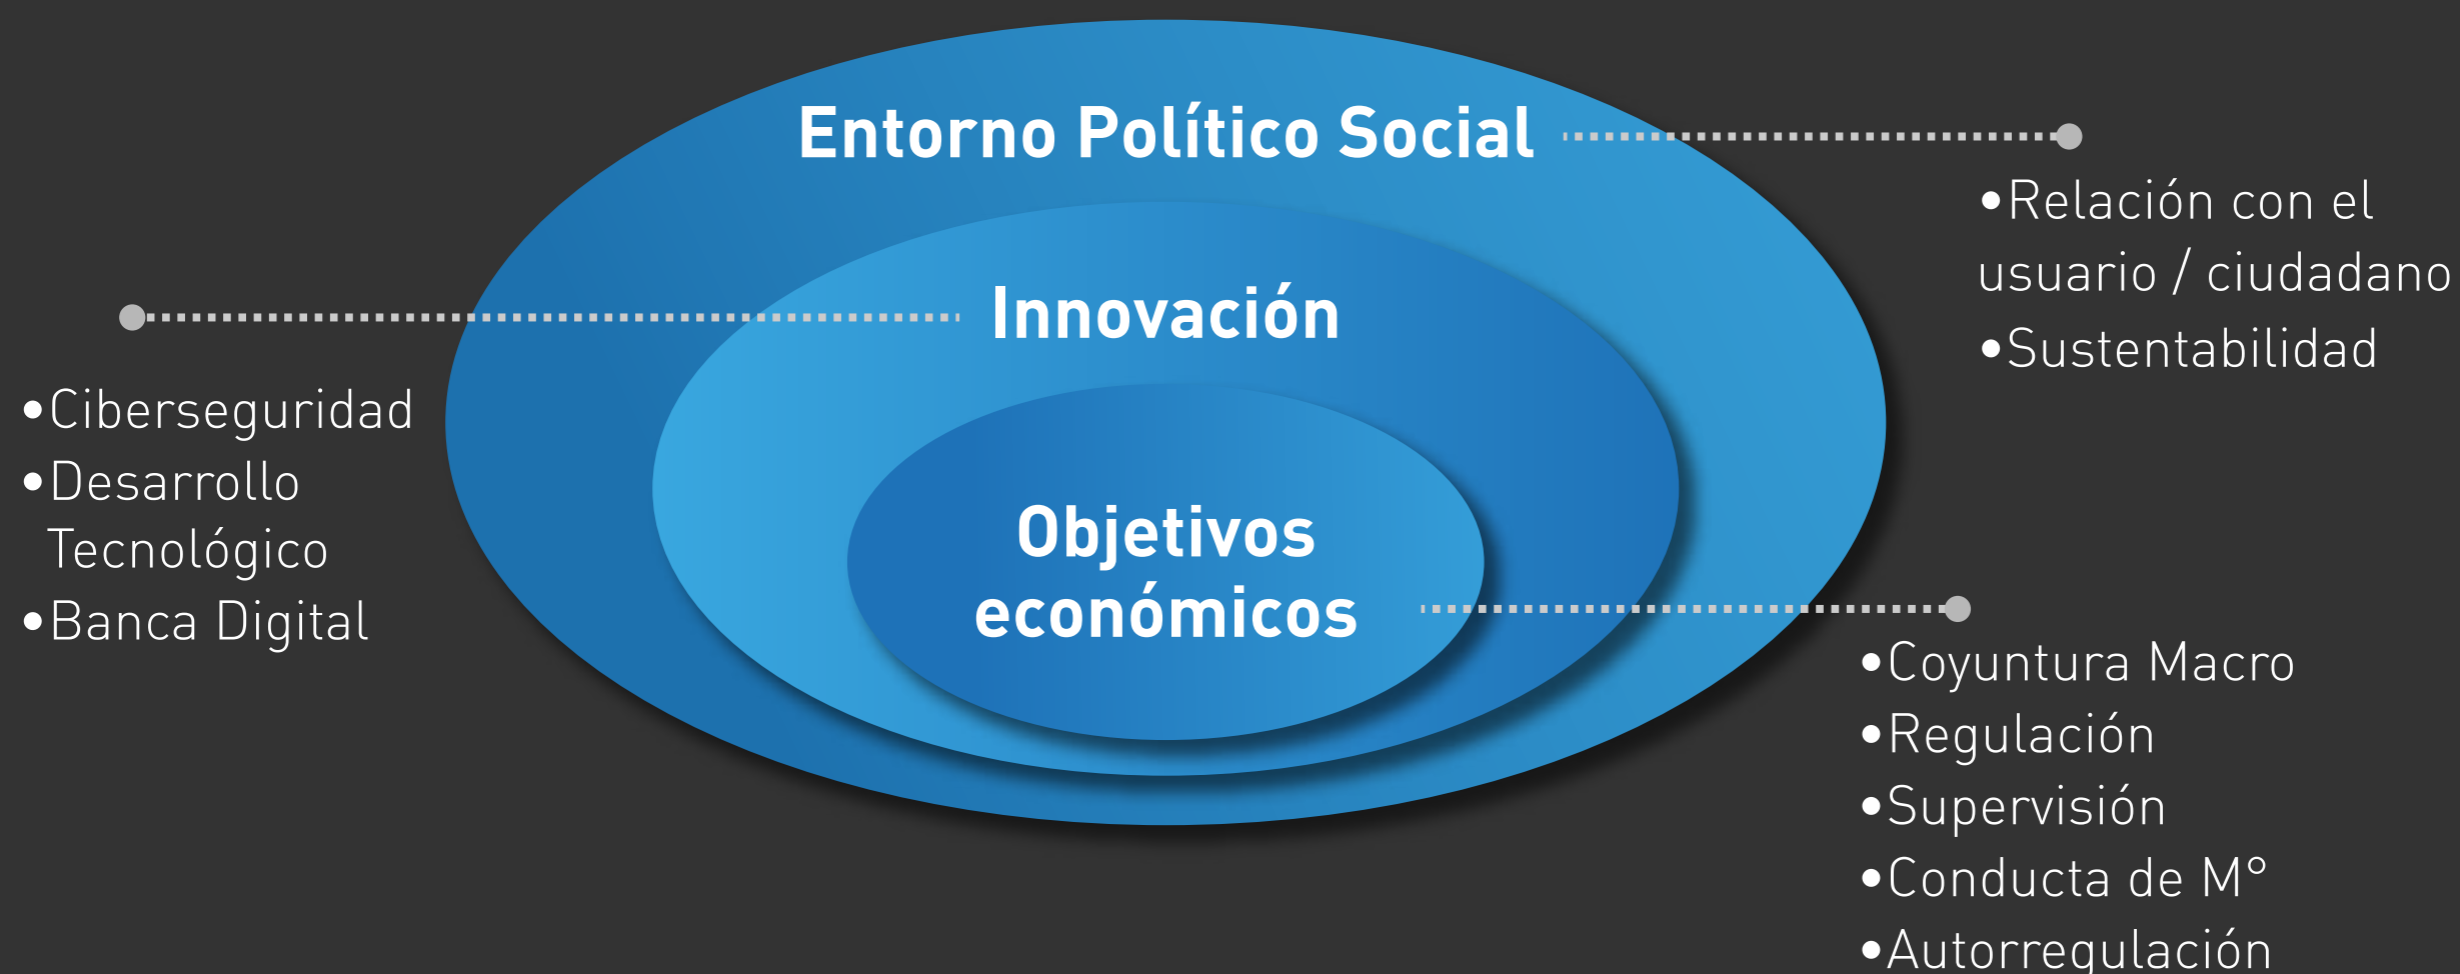 Entorno Político Social
•Relación con el
usuario / ciudadano
•Sustentabilidad
Innovación
•Ciberseguridad
•Desarrollo
Tecnológico
•Banca Digital
Objetivos
económicos
•Coyuntura Macro
•Regulación
•Supervisión
•Conducta de M°
•Autorregulación